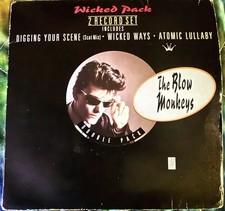 Wicked Pack
2 RECORD SET
INCLUDES
DIGGING YOUR SCENE (Scat Mix) • WICKED WAYS • ATOMIC LULLABY
The Blow
Monkeys
DOUBLE PACK